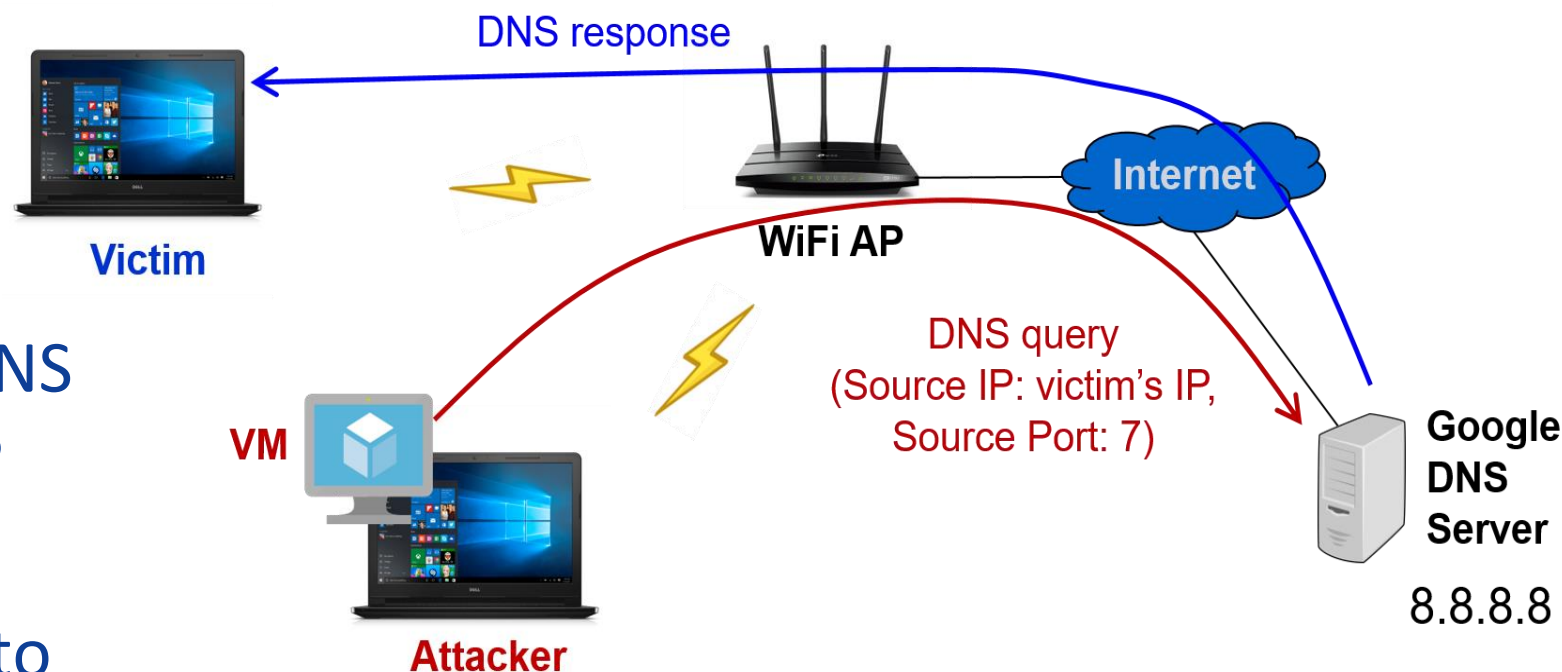 DNS response
Internet
WiFi AP
Victim
DNS query
(Source IP: victim's IP,
Source Port: 7)
NS
VM
Google
DNS
Server
8.8.8.8
to
Attacker